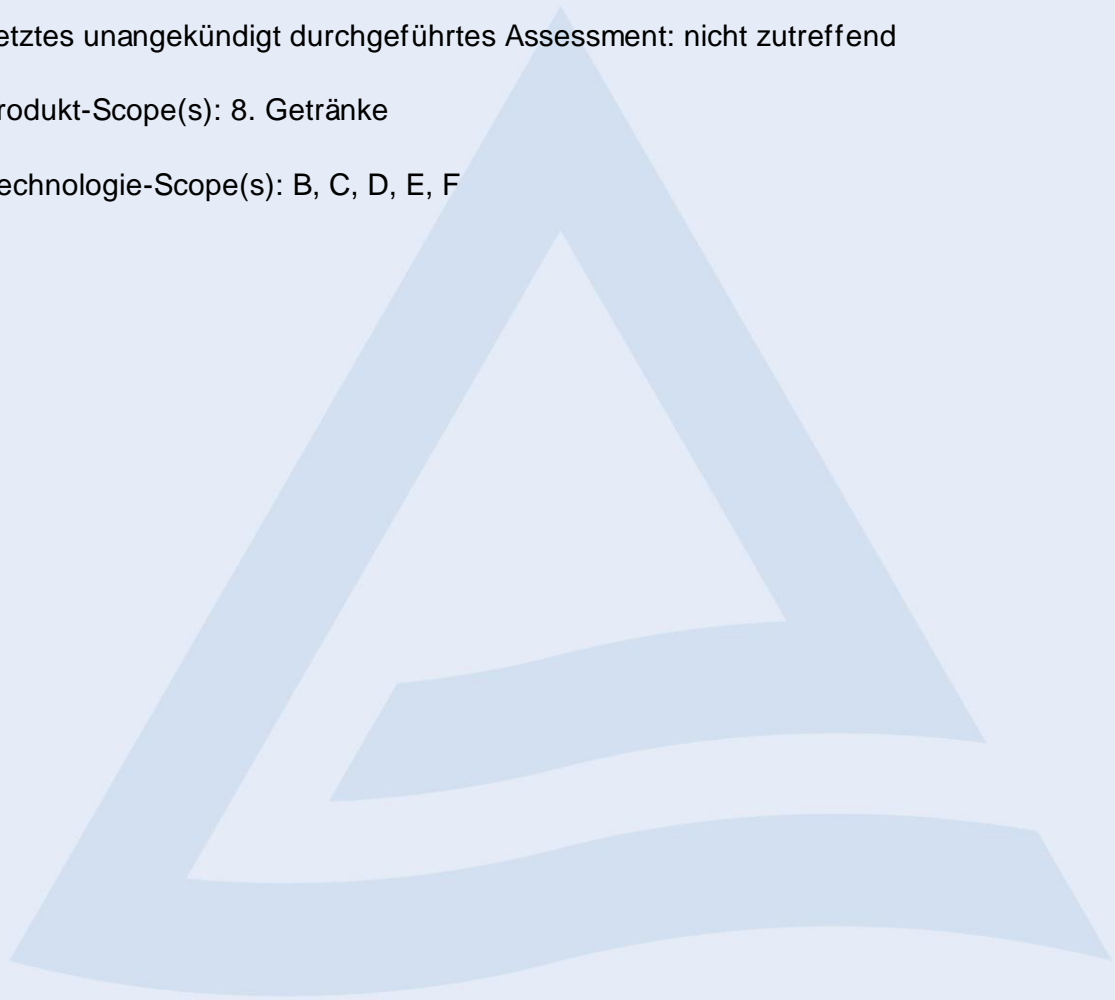 etztes unangekündigt durchgeführtes Assessment: nicht zutreffend
rodukt-Scope(s): 8. Getränke
echnologie-Scope(s): B, C, D, E, F